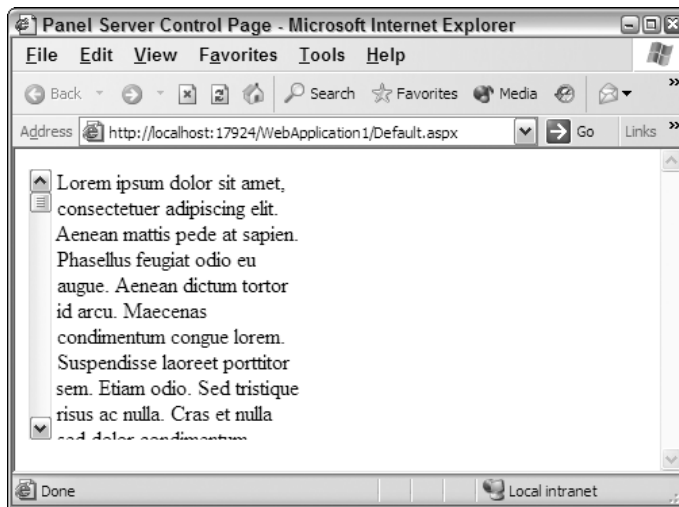 Panel Server Control Page - Microsoft Internet Explorer
File Edit View Favorites Tools Help
Back Search Favorites Media »
Address http://localhost:17924/WebApplication1/Default.aspx Go Links »
Lorem ipsum dolor sit amet,
consectetuer adipiscing elit.
Aenean mattis pede at sapien.
Phasellus feugiat odio eu
augue. Aenean dictum tortor
id arcu. Maecenas
condimentum congue lorem.
Suspendisse laoreet porttitor
sem. Etiam odio. Sed tristique
risus ac nulla. Cras et nulla
sed dolor condimentum
Done Local intranet